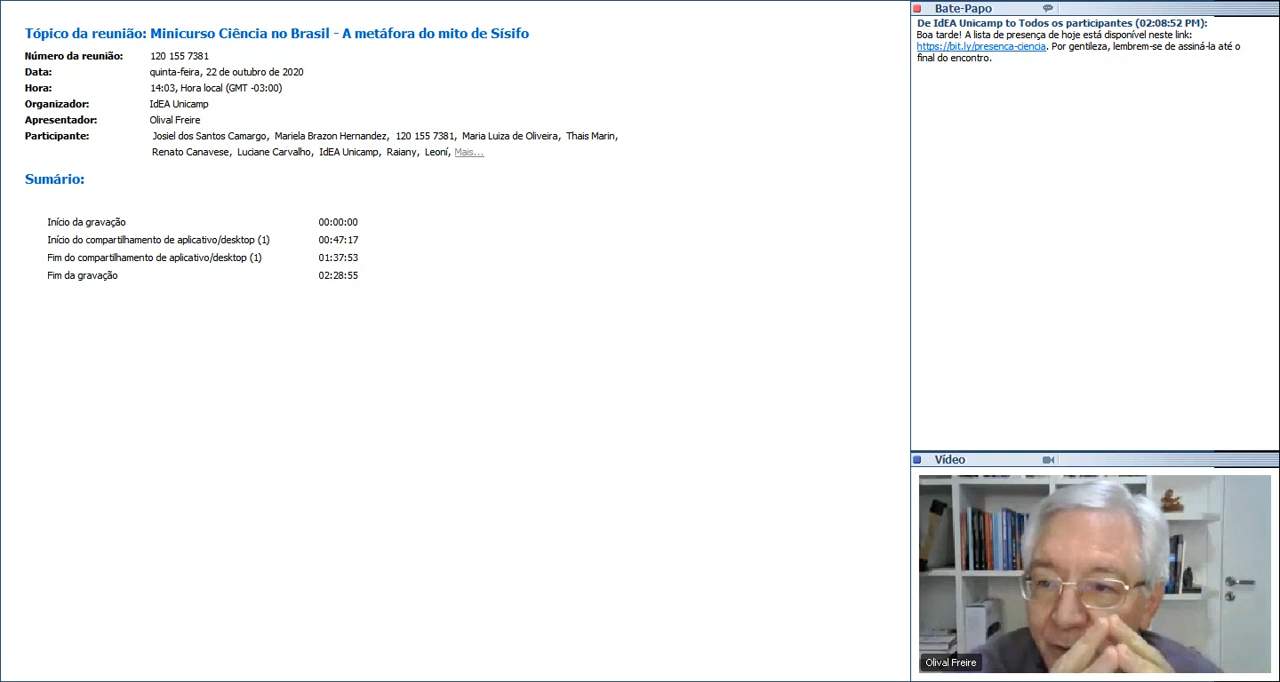 Tópico da reunião: Minicurso Ciência no Brasil - A metáfora do mito de Sísifo
Número da reunião: 120 155 7381
Data: quinta-feira, 22 de outubro de 2020
Hora: 14:03, Hora local (GMT -03:00)
Organizador: IdEA Unicamp
Apresentador: Olival Freire
Participante: Josiel dos Santos Camargo, Mariela Brazon Hernandez, 120 155 7381, Maria Luiza de Oliveira, Thais Marin,
Renato Canavese, Luciane Carvalho, IdEA Unicamp, Raiany, Leoní, Mais...
Sumário:
Início da gravação 00:00:00
Início do compartilhamento de aplicativo/desktop (1) 00:47:17
Fim do compartilhamento de aplicativo/desktop (1) 01:37:53
Fim da gravação 02:28:55
Bate-Papo
De IdEA Unicamp to Todos os participantes (02:08:52 PM):
Boa tarde! A lista de presença de hoje está disponível neste link:
https://bit.ly/presenca-ciencia. Por gentileza, lembrem-se de assiná-la até o
final do encontro.
Vídeo
Olival Freire